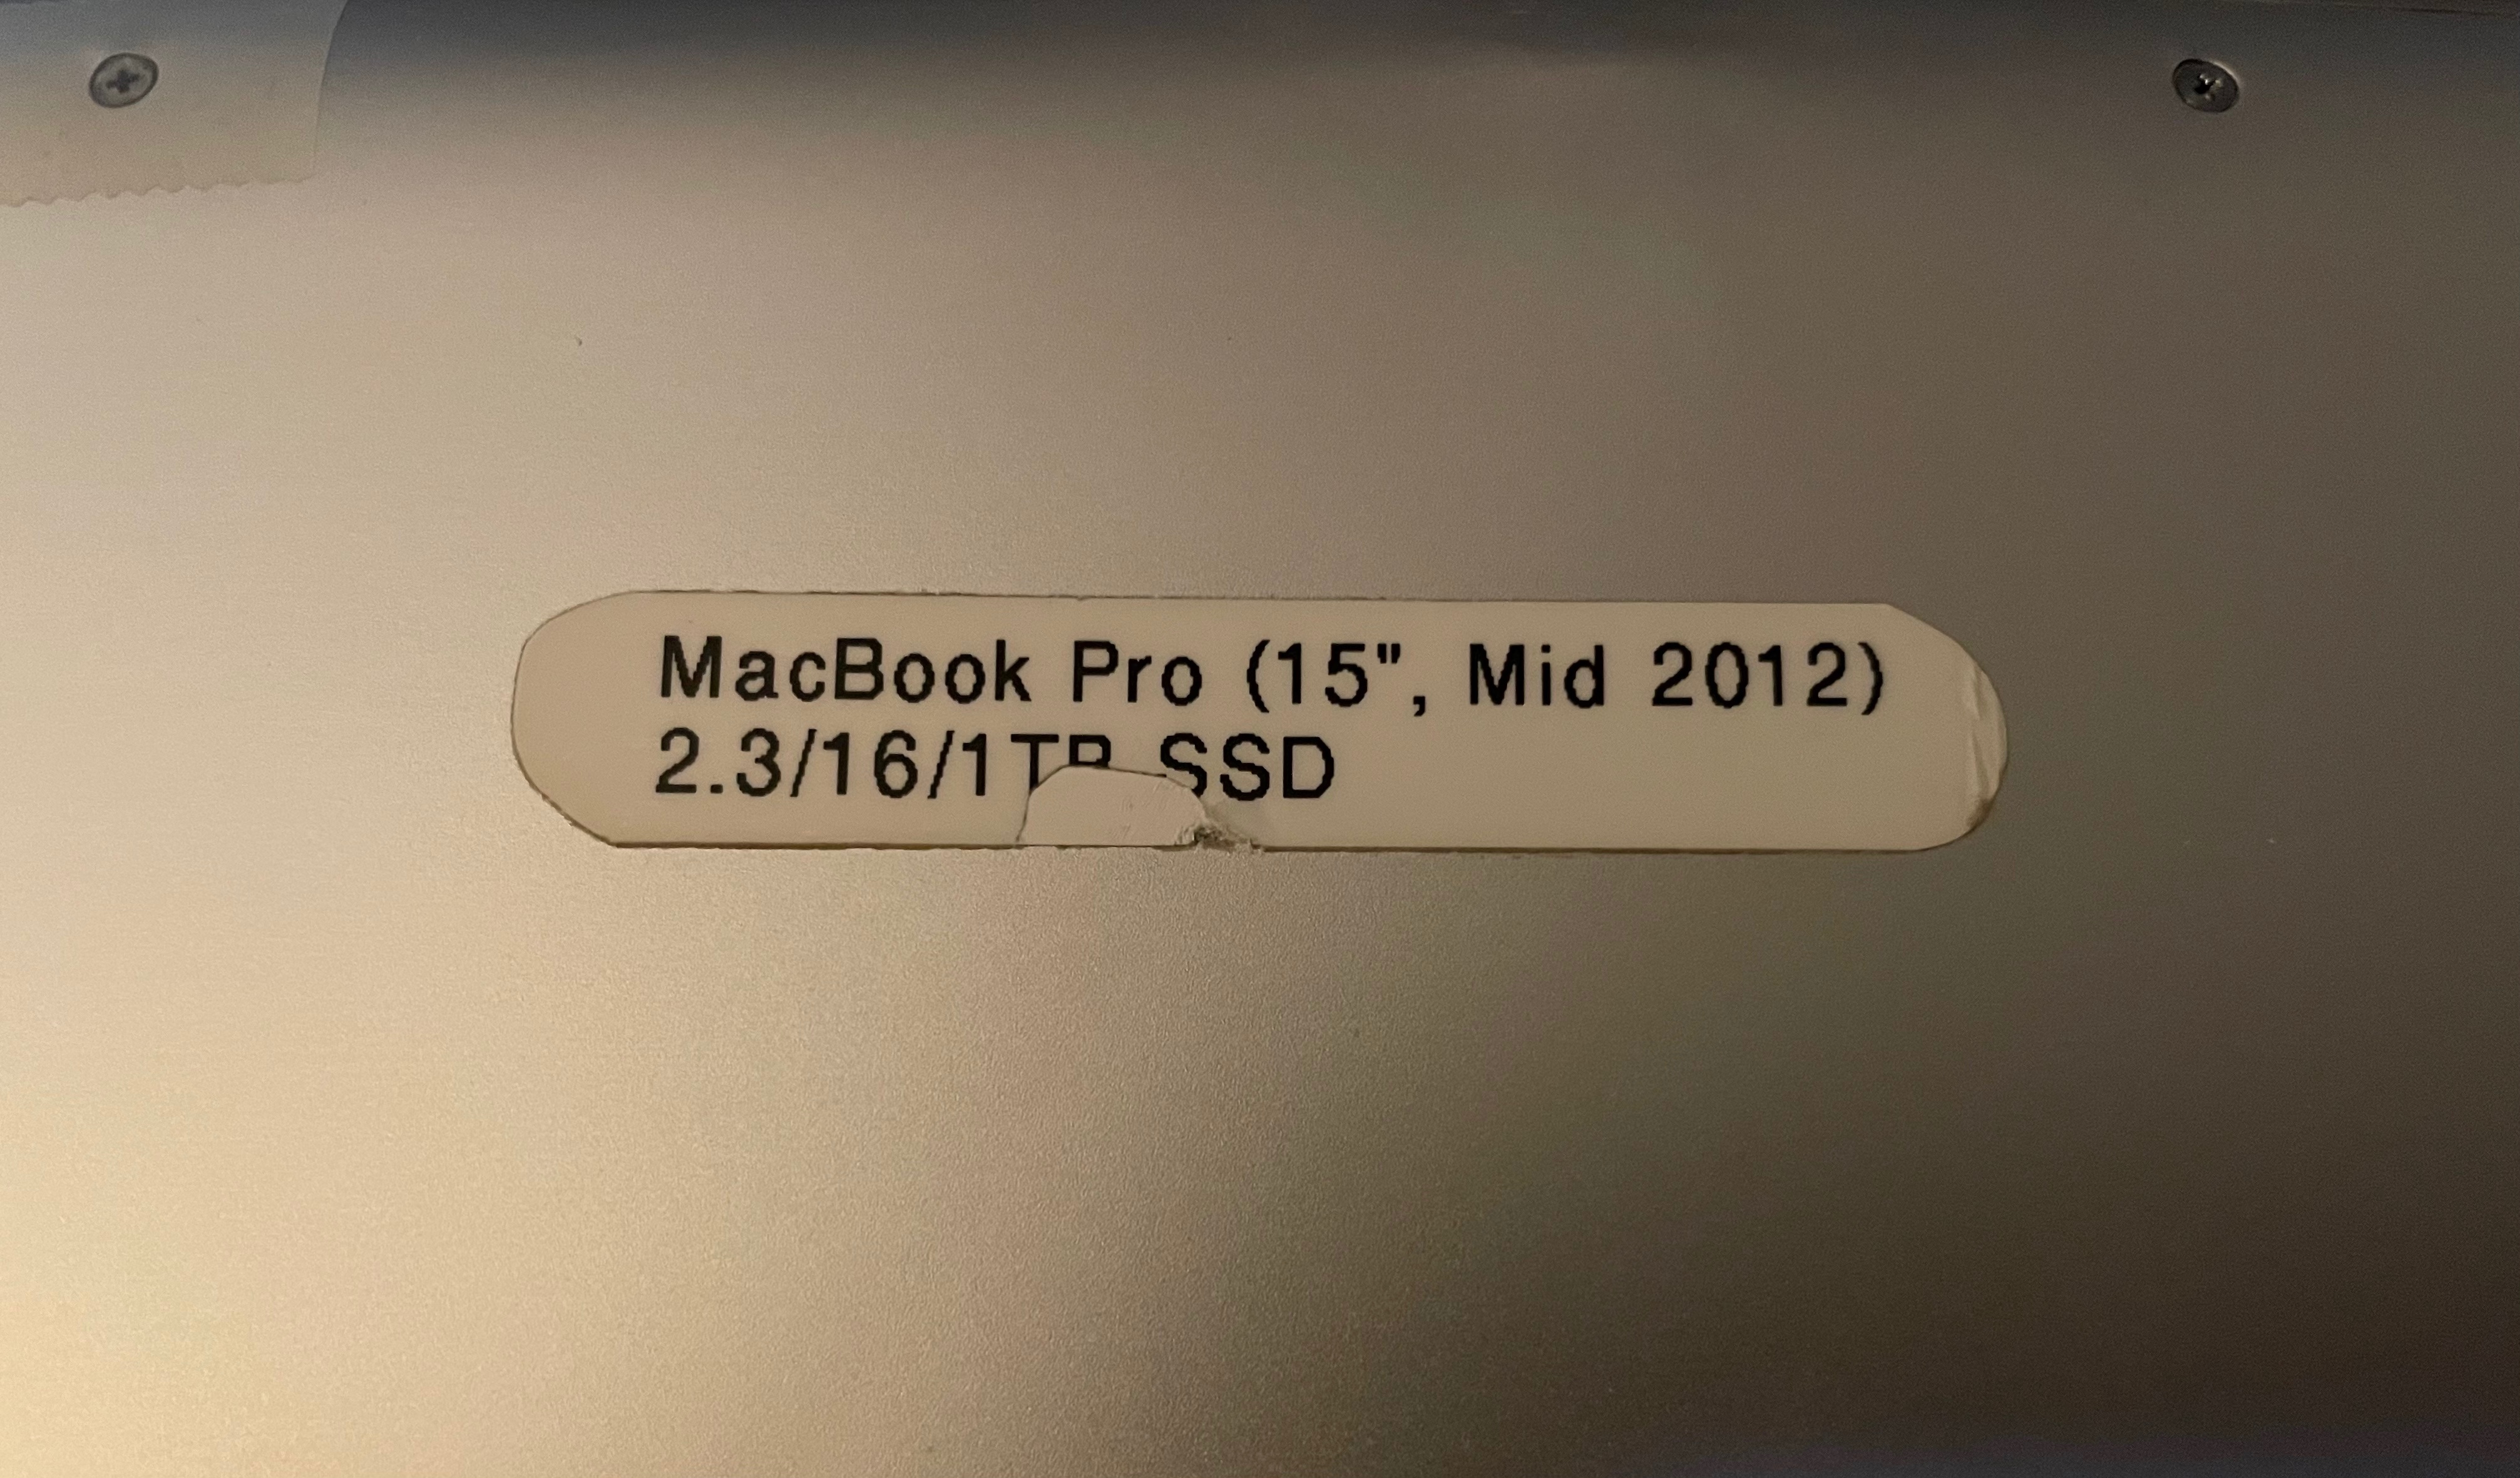 MacBook Pro (15", Mid 2012)
2.3/16/1TB SSD